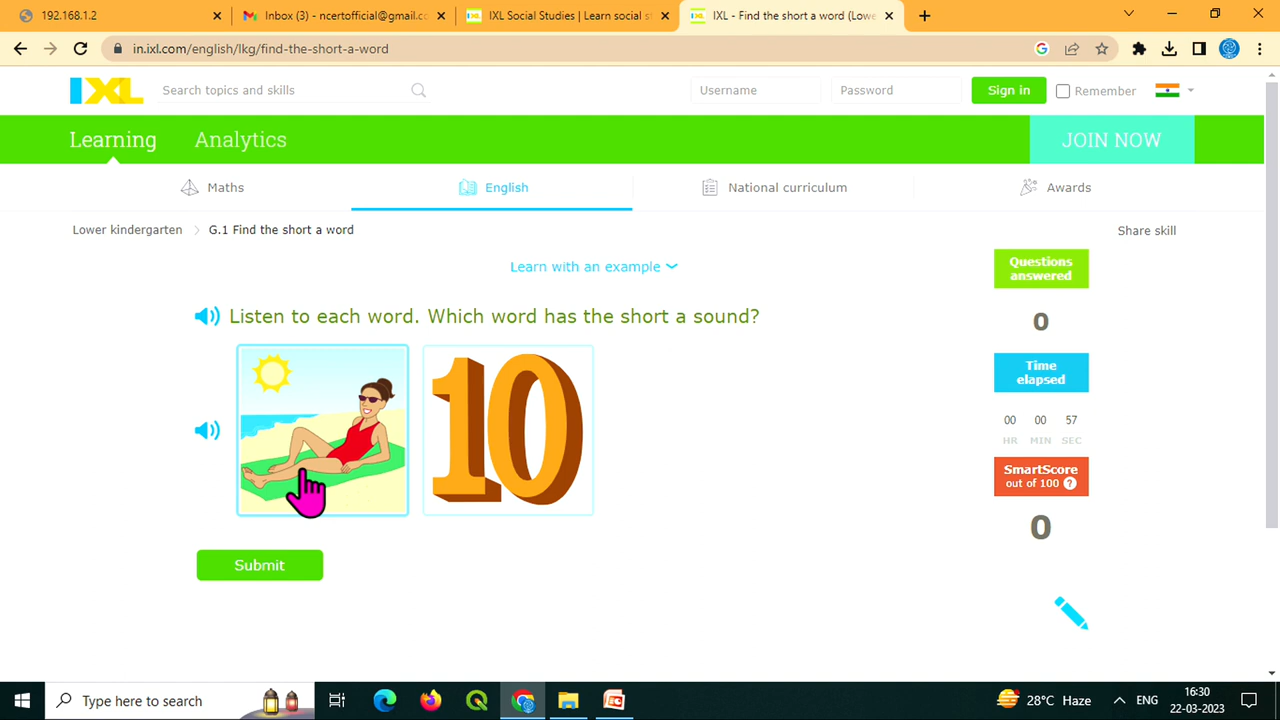 192.168.1.2
Inbox (3) - ncertofficial@gmail.co
IXL Social Studies | Learn social st
IXL - Find the short a word (Lowe
in.ixl.com/english/lkg/find-the-short-a-word
IXL
Search topics and skills
Username
Password
Sign in
Remember
Learning
Analytics
JOIN NOW
Maths
English
National curriculum
Awards
Lower kindergarten
G.1 Find the short a word
Share skill
Learn with an example
Questions
answered
0
Listen to each word. Which word has the short a sound?
10
Time
elapsed
00 00 57
HR MIN SEC
SmartScore
out of 100 ?
0
Submit
Type here to search
28°C Haze
ENG
16:30
22-03-2023